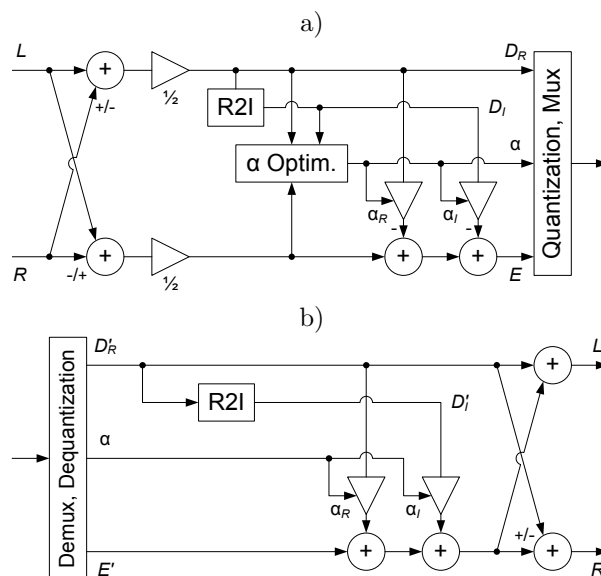 a)
L
+/-
½
R2I
D_R
D_I
α Optim.
α
α_R
α_I
-
-
R
-/+
+
+
½
+
+
E
Quantization, Mux
b)
Demux, Dequantization
D'_R
R2I
D'_I
α
α_R
α_I
E'
+
+
+/-
+
+
L
R